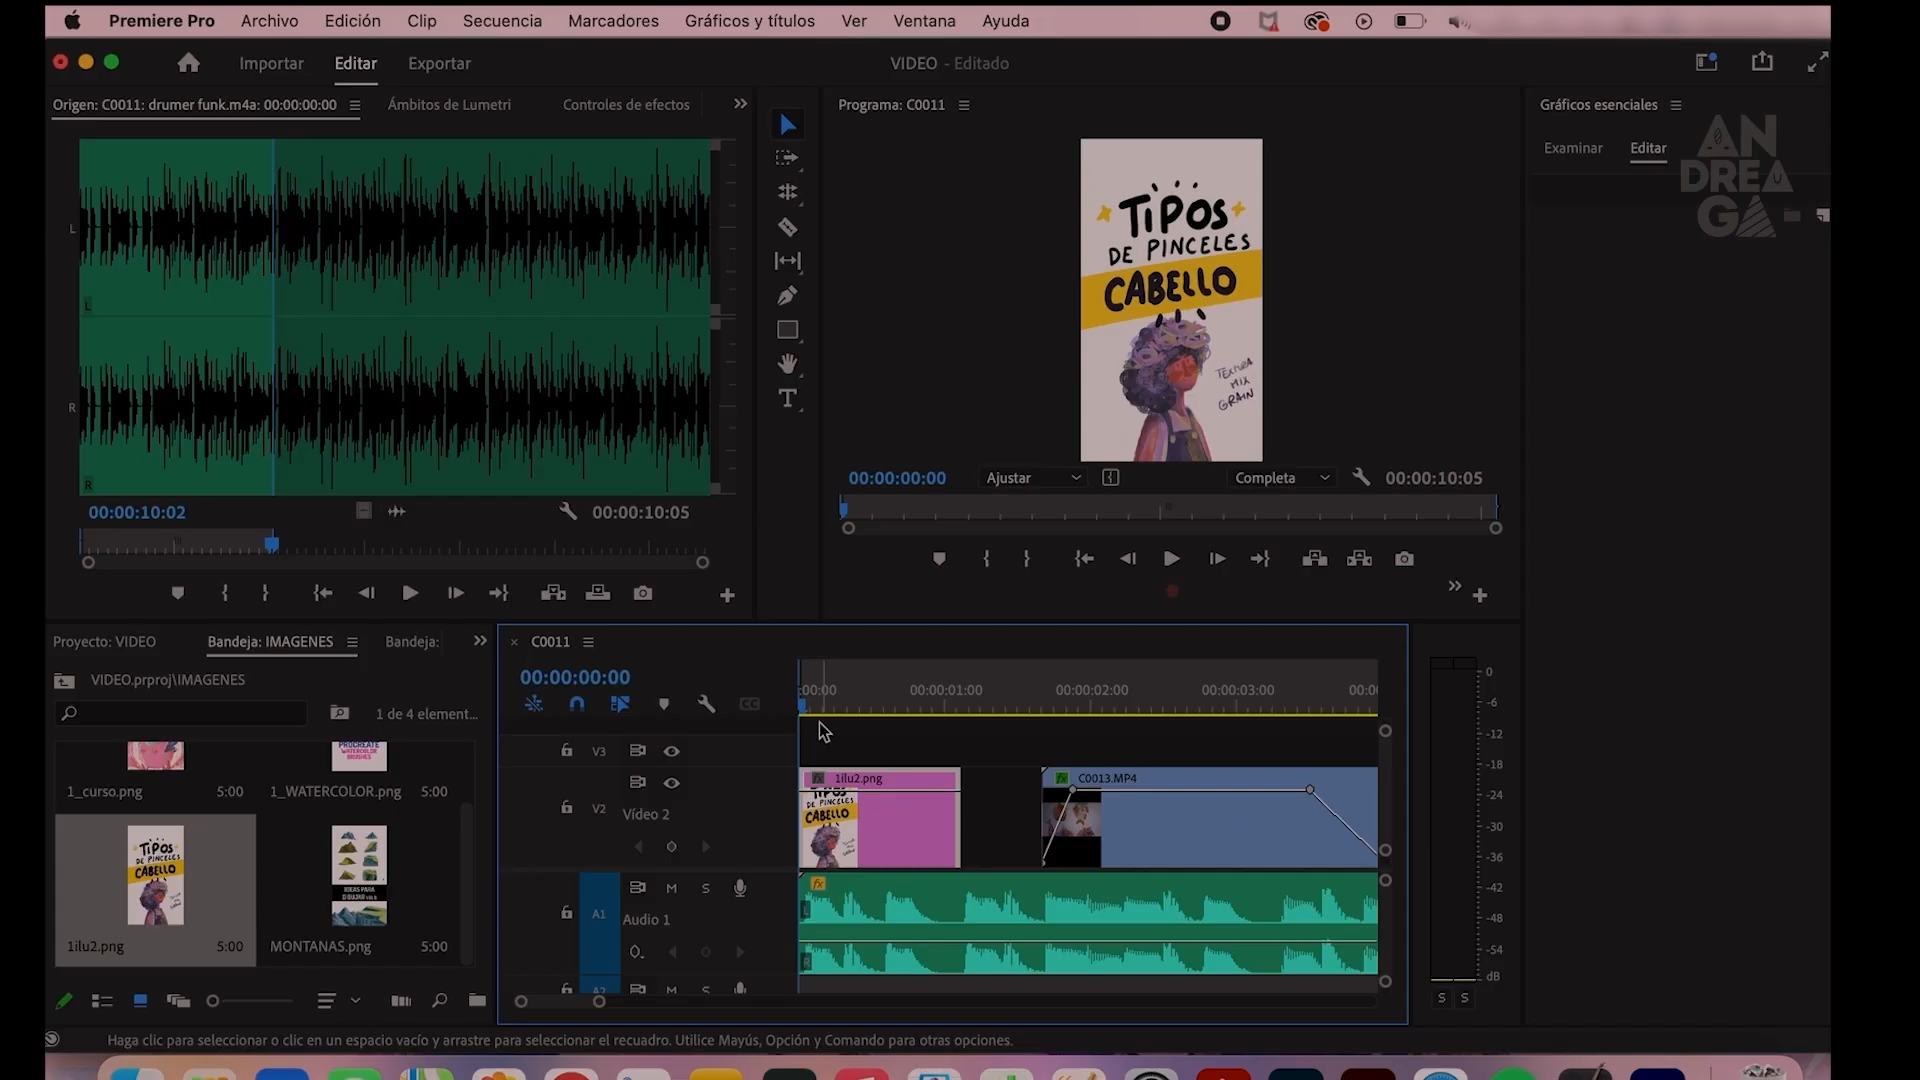 Premiere Pro Archivo Edición Clip Secuencia Marcadores Gráficos y títulos Ver Ventana Ayuda
Importar Editar Exportar
VIDEO - Editado
Origen: C0011: drumer funk.m4a: 00:00:00:00 Ámbitos de Lumetri Controles de efectos
Programa: C0011
Gráficos esenciales
Examinar Editar
AN
DREA
GA
L
L
R
R
TIPOS
DE PINCELES
CABELLO
TEXTURA
MIX
GRAIN
00:00:00:00 Ajustar Completa 00:00:10:05
00:00:10:02 00:00:10:05
Proyecto: VIDEO Bandeja: IMAGENES Bandeja:
VIDEO.prproj\IMAGENES
1 de 4 element...
PROCREATE
WATERCOLOR
BRUSHES
1_curso.png 5:00 1_WATERCOLOR.png 5:00
TIPOS
DE PINCELES
CABELLO
IDEAS PARA
DIBUJAR
1ilu2.png 5:00 MONTANAS.png 5:00
C0011
00:00:00:00
:00:00 00:00:01:00 00:00:02:00 00:00:03:00 00:00
CC
V3
fx 1ilu2.png fx C0013.MP4
V2 Vídeo 2
TIPOS
DE PINCELES
CABELLO
M S
fx
A1 Audio 1
L
R
A2 M S
0
-6
-12
-18
-24
-30
-36
-42
-48
-54
dB
S S
Haga clic para seleccionar o clic en un espacio vacío y arrastre para seleccionar el recuadro. Utilice Mayús, Opción y Comando para otras opciones.